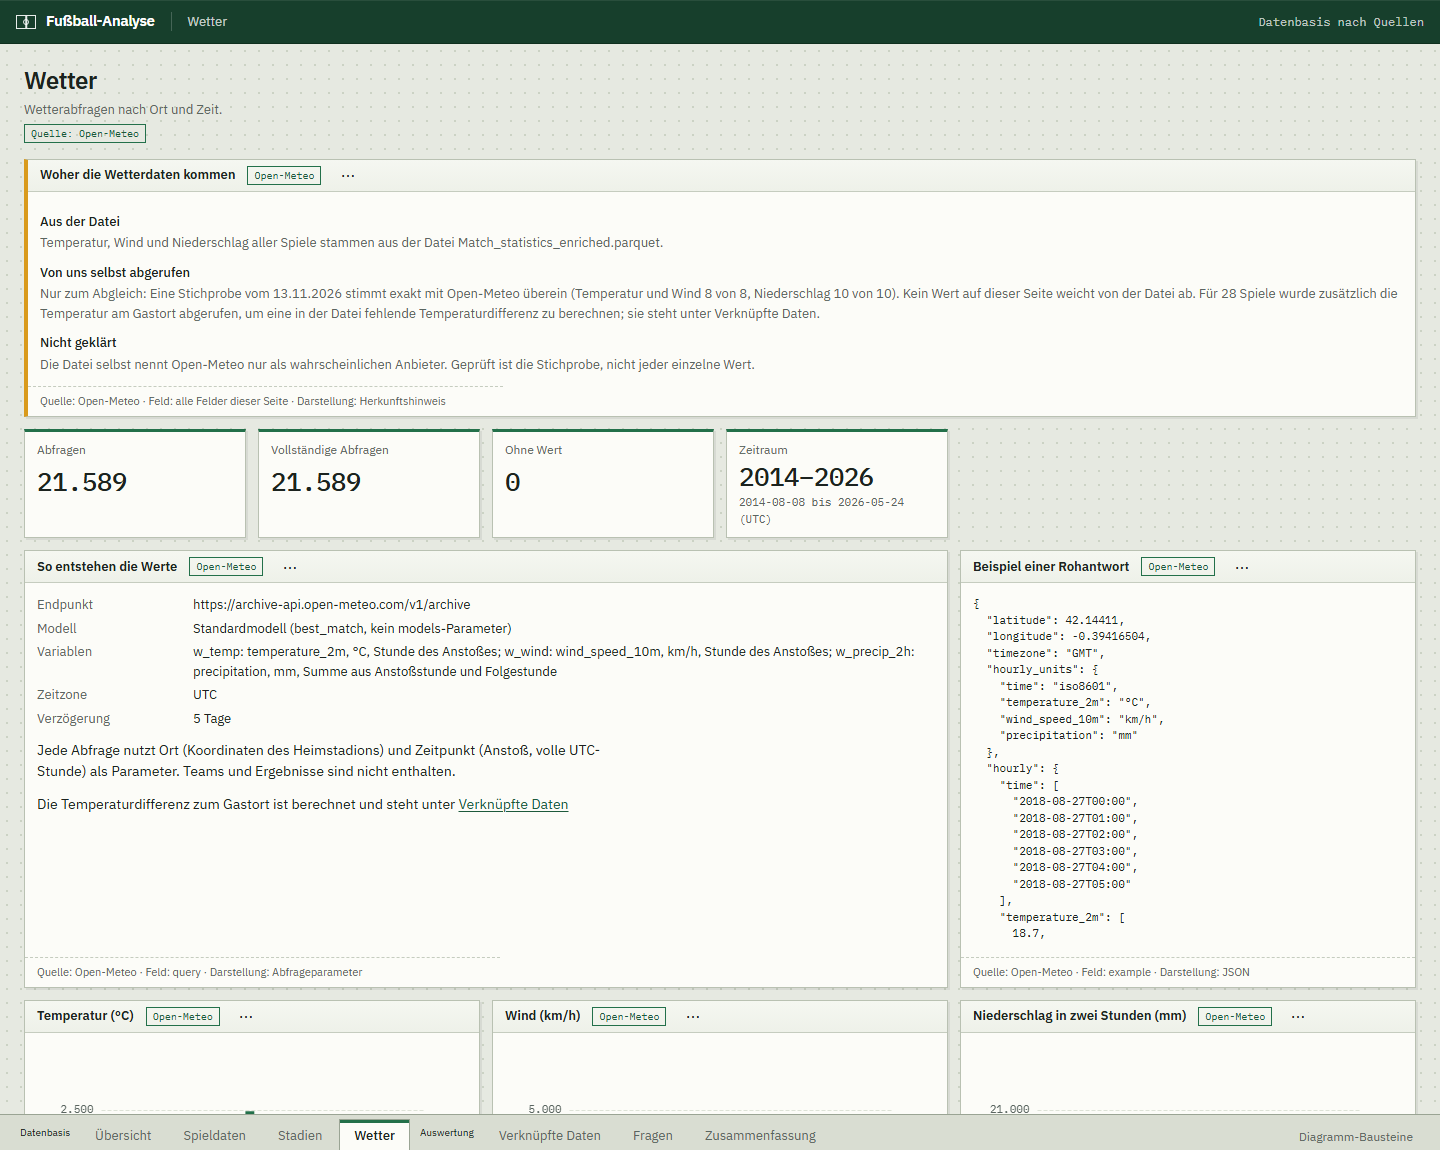 Fußball-Analyse
Wetter
Datenbasis nach Quellen
Wetter
Wetterabfragen nach Ort und Zeit.
Quelle: Open-Meteo
Woher die Wetterdaten kommen
Open-Meteo
...
Aus der Datei
Temperatur, Wind und Niederschlag aller Spiele stammen aus der Datei Match_statistics_enriched.parquet.
Von uns selbst abgerufen
Nur zum Abgleich: Eine Stichprobe vom 13.11.2026 stimmt exakt mit Open-Meteo überein (Temperatur und Wind 8 von 8, Niederschlag 10 von 10). Kein Wert auf dieser Seite weicht von der Datei ab. Für 28 Spiele wurde zusätzlich die
Temperatur am Gastort abgerufen, um eine in der Datei fehlende Temperaturdifferenz zu berechnen; sie steht unter Verknüpfte Daten.
Nicht geklärt
Die Datei selbst nennt Open-Meteo nur als wahrscheinlichen Anbieter. Geprüft ist die Stichprobe, nicht jeder einzelne Wert.
Quelle: Open-Meteo · Feld: alle Felder dieser Seite · Darstellung: Herkunftshinweis
Abfragen
21.589
Vollständige Abfragen
21.589
Ohne Wert
0
Zeitraum
2014–2026
2014-08-08 bis 2026-05-24
(UTC)
So entstehen die Werte
Open-Meteo
...
Endpunkt
https://archive-api.open-meteo.com/v1/archive
Modell
Standardmodell (best_match, kein models-Parameter)
Variablen
w_temp: temperature_2m, °C, Stunde des Anstoßes; w_wind: wind_speed_10m, km/h, Stunde des Anstoßes; w_precip_2h:
precipitation, mm, Summe aus Anstoßstunde und Folgestunde
Zeitzone
UTC
Verzögerung
5 Tage
Jede Abfrage nutzt Ort (Koordinaten des Heimstadions) und Zeitpunkt (Anstoß, volle UTC-
Stunde) als Parameter. Teams und Ergebnisse sind nicht enthalten.
Die Temperaturdifferenz zum Gastort ist berechnet und steht unter Verknüpfte Daten
Quelle: Open-Meteo · Feld: query · Darstellung: Abfrageparameter
Beispiel einer Rohantwort
Open-Meteo
...
{
"latitude": 42.14411,
"longitude": -0.39416504,
"timezone": "GMT",
"hourly_units": {
"time": "iso8601",
"temperature_2m": "°C",
"wind_speed_10m": "km/h",
"precipitation": "mm"
},
"hourly": {
"time": [
"2018-08-27T00:00",
"2018-08-27T01:00",
"2018-08-27T02:00",
"2018-08-27T03:00",
"2018-08-27T04:00",
"2018-08-27T05:00"
],
"temperature_2m": [
18.7,
Quelle: Open-Meteo · Feld: example · Darstellung: JSON
Temperatur (°C)
Open-Meteo
...
2.500
Wind (km/h)
Open-Meteo
...
5.000
Niederschlag in zwei Stunden (mm)
Open-Meteo
...
21.000
Datenbasis
Übersicht
Spieldaten
Stadien
Wetter
Auswertung
Verknüpfte Daten
Fragen
Zusammenfassung
Diagramm-Bausteine